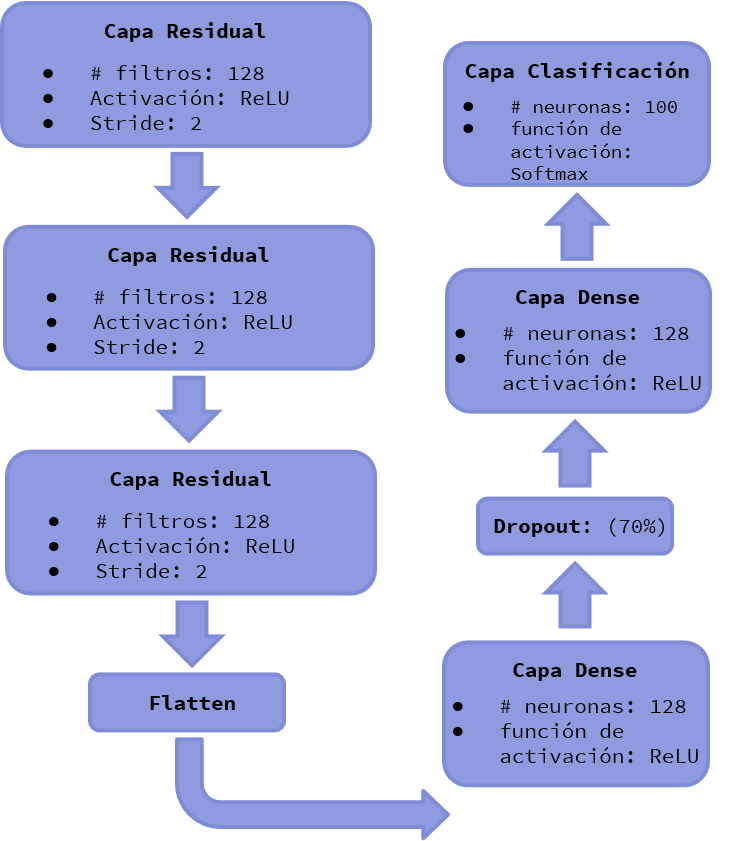 Capa Residual
● # filtros: 128
● Activación: ReLU
● Stride: 2
Capa Residual
● # filtros: 128
● Activación: ReLU
● Stride: 2
Capa Residual
● # filtros: 128
● Activación: ReLU
● Stride: 2
Flatten
Capa Dense
● # neuronas: 128
● función de
activación: ReLU
Dropout: (70%)
Capa Dense
● # neuronas: 128
● función de
activación: ReLU
Capa Clasificación
● # neuronas: 100
● función de
activación:
Softmax